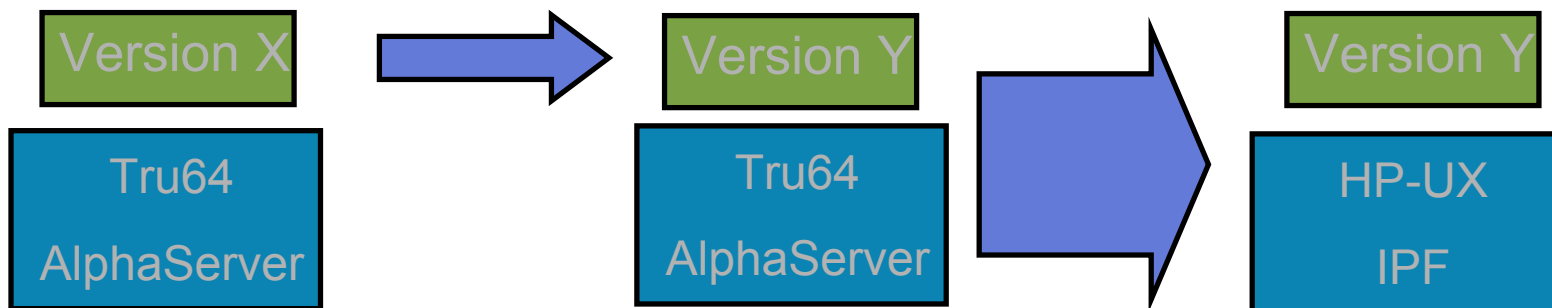 Version X
Tru64
AlphaServer
Version Y
Tru64
AlphaServer
Version Y
HP-UX
IPF